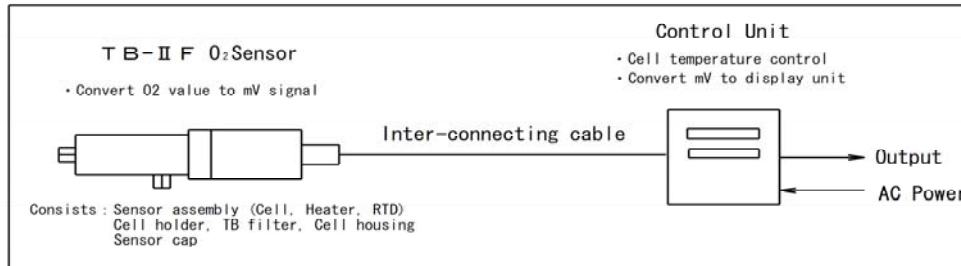 TB-ⅡF O₂Sensor
・Convert O2 value to mV signal
Control Unit
・Cell temperature control
・Convert mV to display unit
Inter-connecting cable
Output
AC Power
Consists : Sensor assembly (Cell, Heater, RTD)
Cell holder, TB filter, Cell housing
Sensor cap